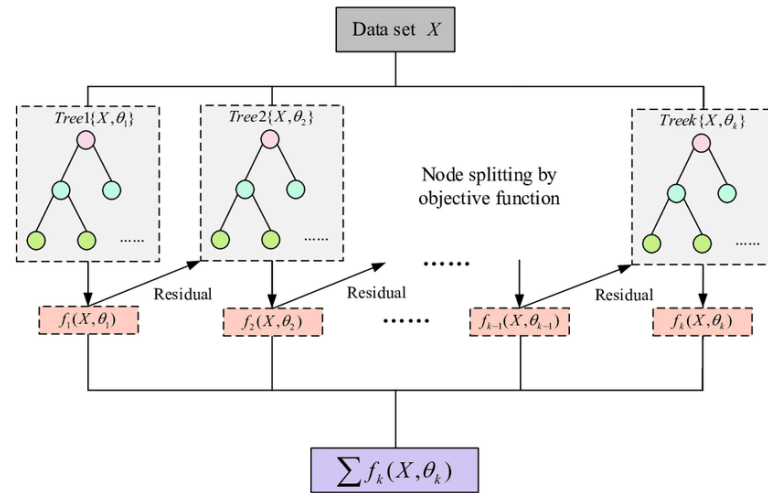 Data set X
Tree1{X,θ₁}
Tree2{X,θ₂}
Treek{X,θₖ}
Node splitting by
objective function
......
......
......
......
Residual
Residual
Residual
f₁(X,θ₁)
f₂(X,θ₂)
......
fₖ₋₁(X,θₖ₋₁)
fₖ(X,θₖ)
∑ fₖ(X,θₖ)